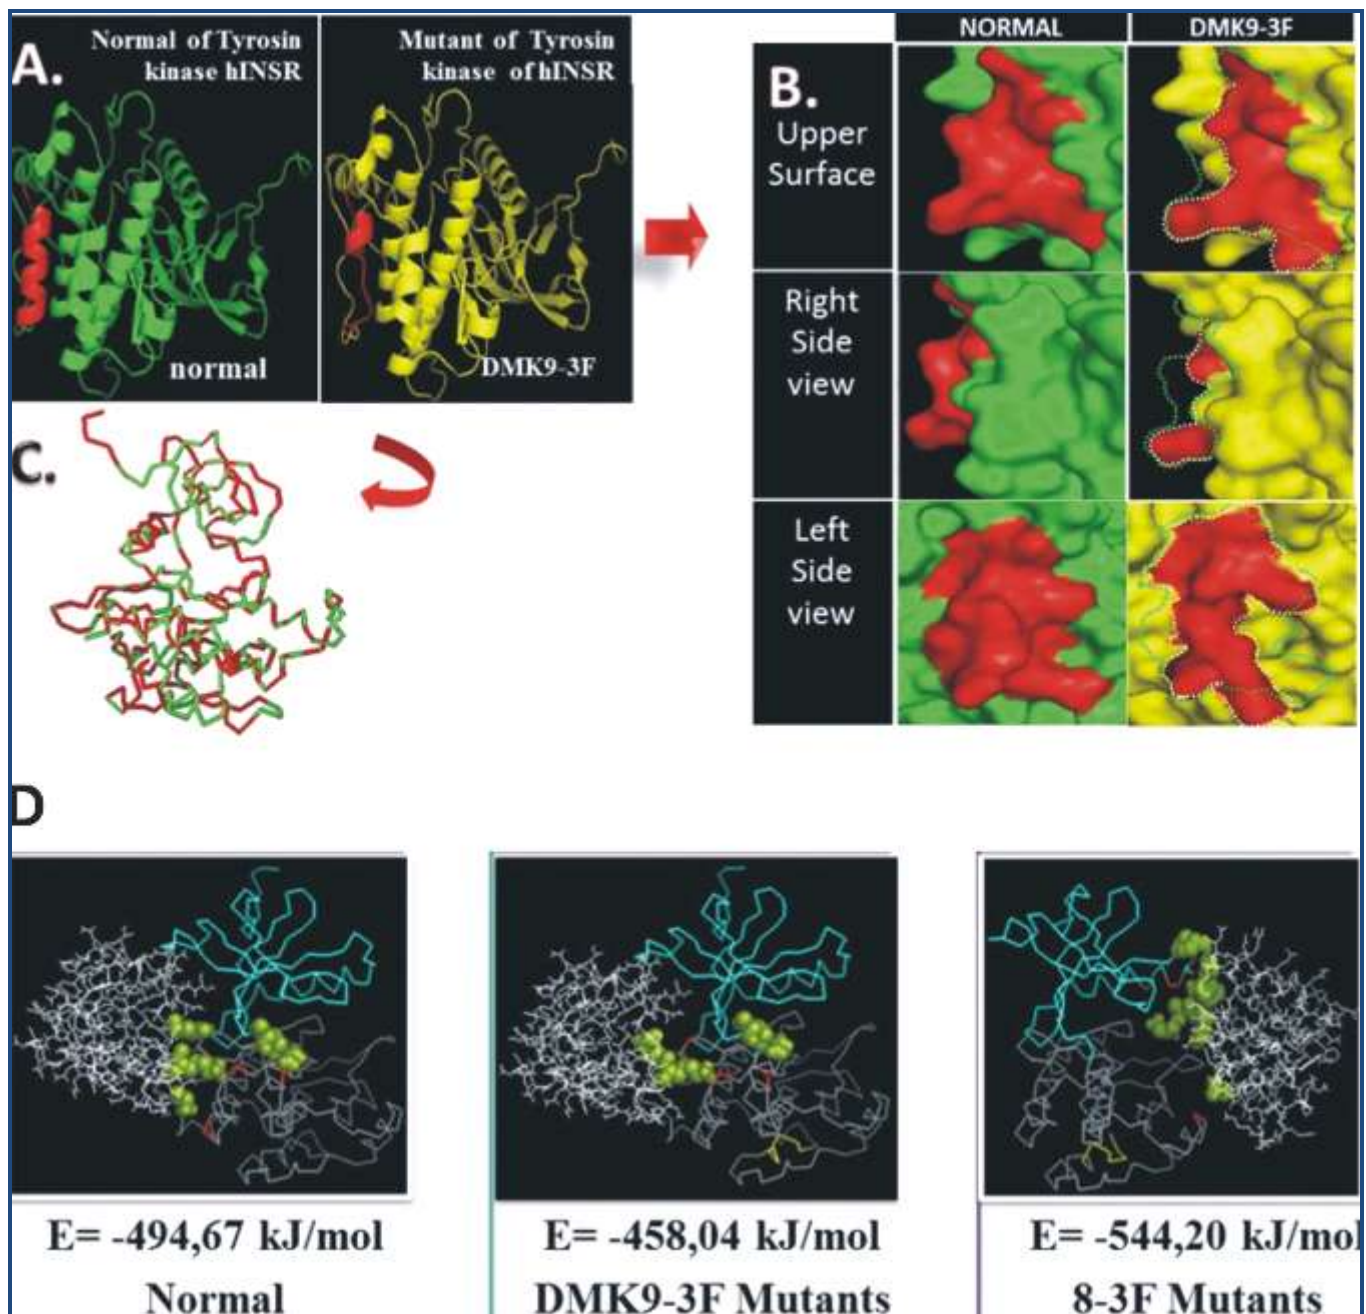 A.
Normal of Tyrosin
kinase hINSR
normal
Mutant of Tyrosin
kinase of hINSR
DMK9-3F
NORMAL
DMK9-3F
B.
Upper
Surface
Right
Side
view
Left
Side
view
C.
D
E= -494,67 kJ/mol
Normal
E= -458,04 kJ/mol
DMK9-3F Mutants
E= -544,20 kJ/mol
8-3F Mutants